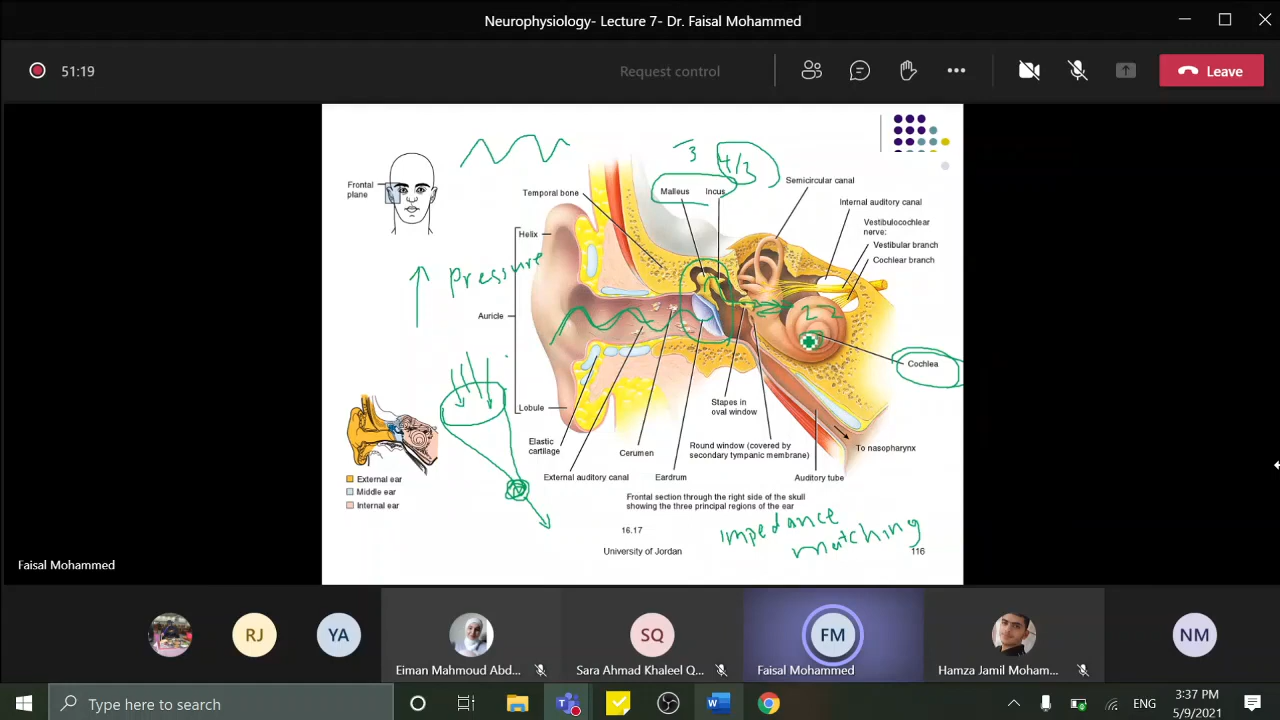 Neurophysiology- Lecture 7- Dr. Faisal Mohammed
51:19
Request control
Leave
3
4/3
Frontal
plane
Temporal bone
Malleus
Incus
Semicircular canal
Internal auditory canal
Vestibulocochlear
nerve:
Vestibular branch
Cochlear branch
Helix
Pressure
Auricle
22
Cochlea
Lobule
Stapes in
oval window
Elastic
cartilage
Cerumen
Round window (covered by
secondary tympanic membrane)
To nasopharynx
External auditory canal
Eardrum
Auditory tube
External ear
Middle ear
Internal ear
Frontal section through the right side of the skull
showing the three principal regions of the ear
impedance
matching
16.17
University of Jordan
116
Faisal Mohammed
RJ
YA
SQ
FM
NM
Eiman Mahmoud Abd...
Sara Ahmad Khaleel Q...
Faisal Mohammed
Hamza Jamil Moham...
Type here to search
ENG
3:37 PM
5/9/2021